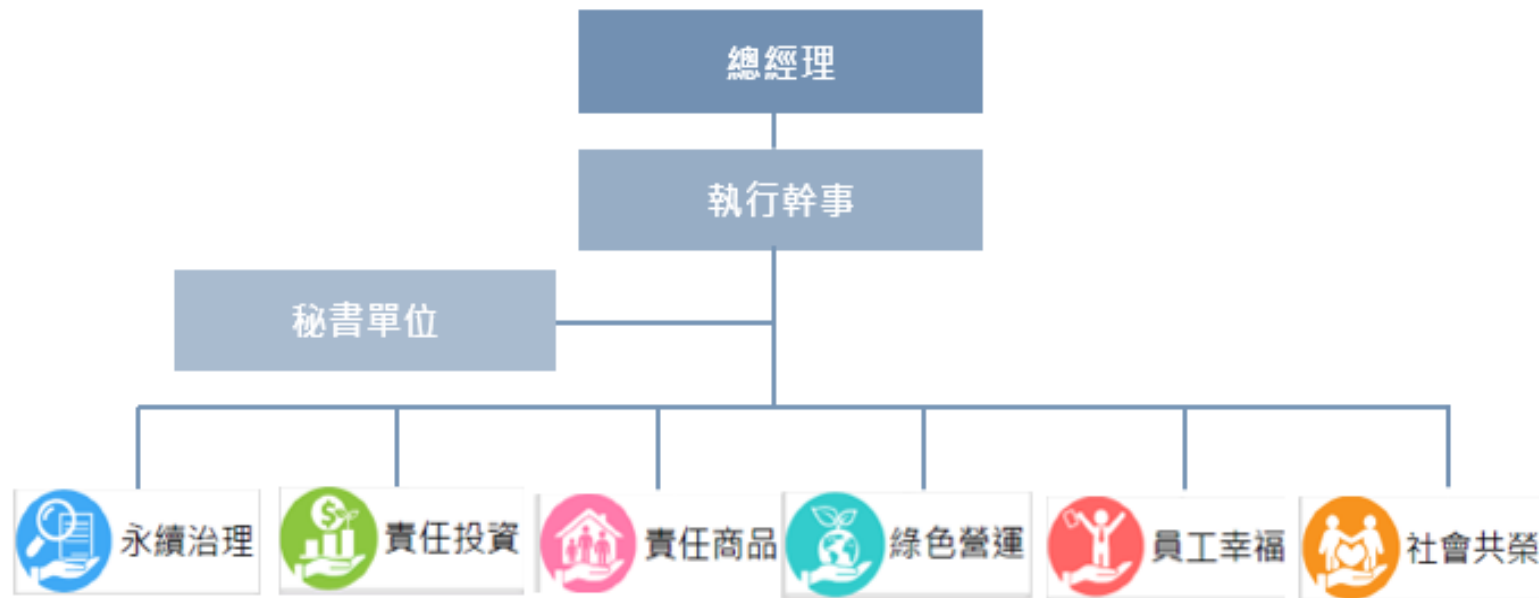 總經理
執行幹事
秘書單位
永續治理
責任投資
責任商品
綠色營運
員工幸福
社會共榮